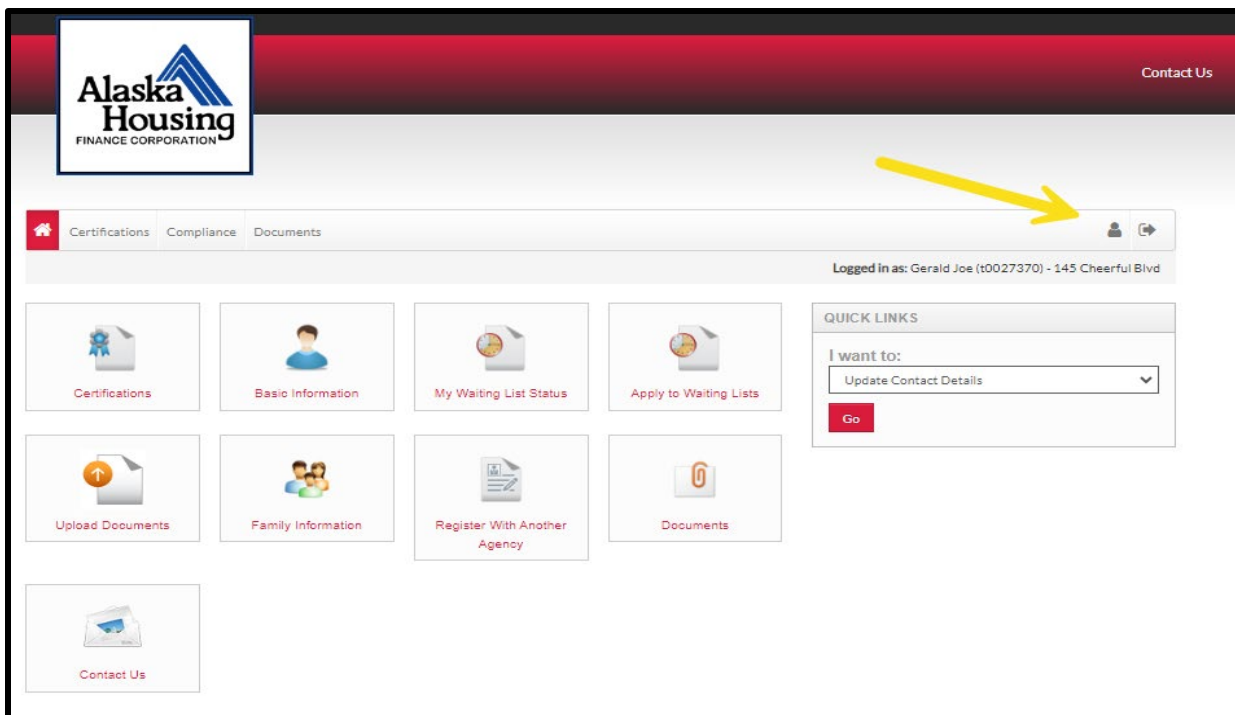 Alaska
Housing
FINANCE CORPORATION
Contact Us
Certifications Compliance Documents
Logged in as: Gerald Joe (t0027370) - 145 Cheerful Blvd
Certifications
Basic Information
My Waiting List Status
Apply to Waiting Lists
QUICK LINKS
I want to:
Update Contact Details
Go
Upload Documents
Family Information
Register With Another
Agency
Documents
Contact Us